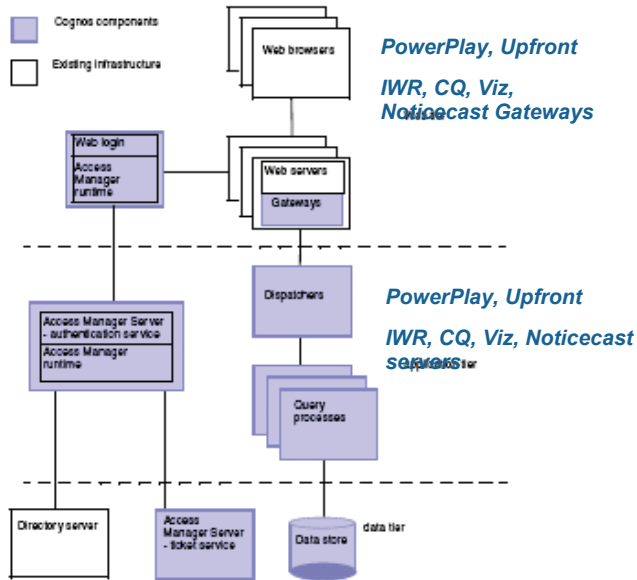 Cognos components
Existing infrastructure
Web browsers
PowerPlay, Upfront
IWR, CQ, Viz,
Noticecast Gateways
Web login
Access
Manager
runtime
Web servers
Gateways
Dispatchers
PowerPlay, Upfront
IWR, CQ, Viz, Noticecast
servers
application tier
Access Manager Server
- authentication service
Access Manager
runtime
Query
processes
Directory server
Access
Manager Server
- ticket service
Data store
data tier